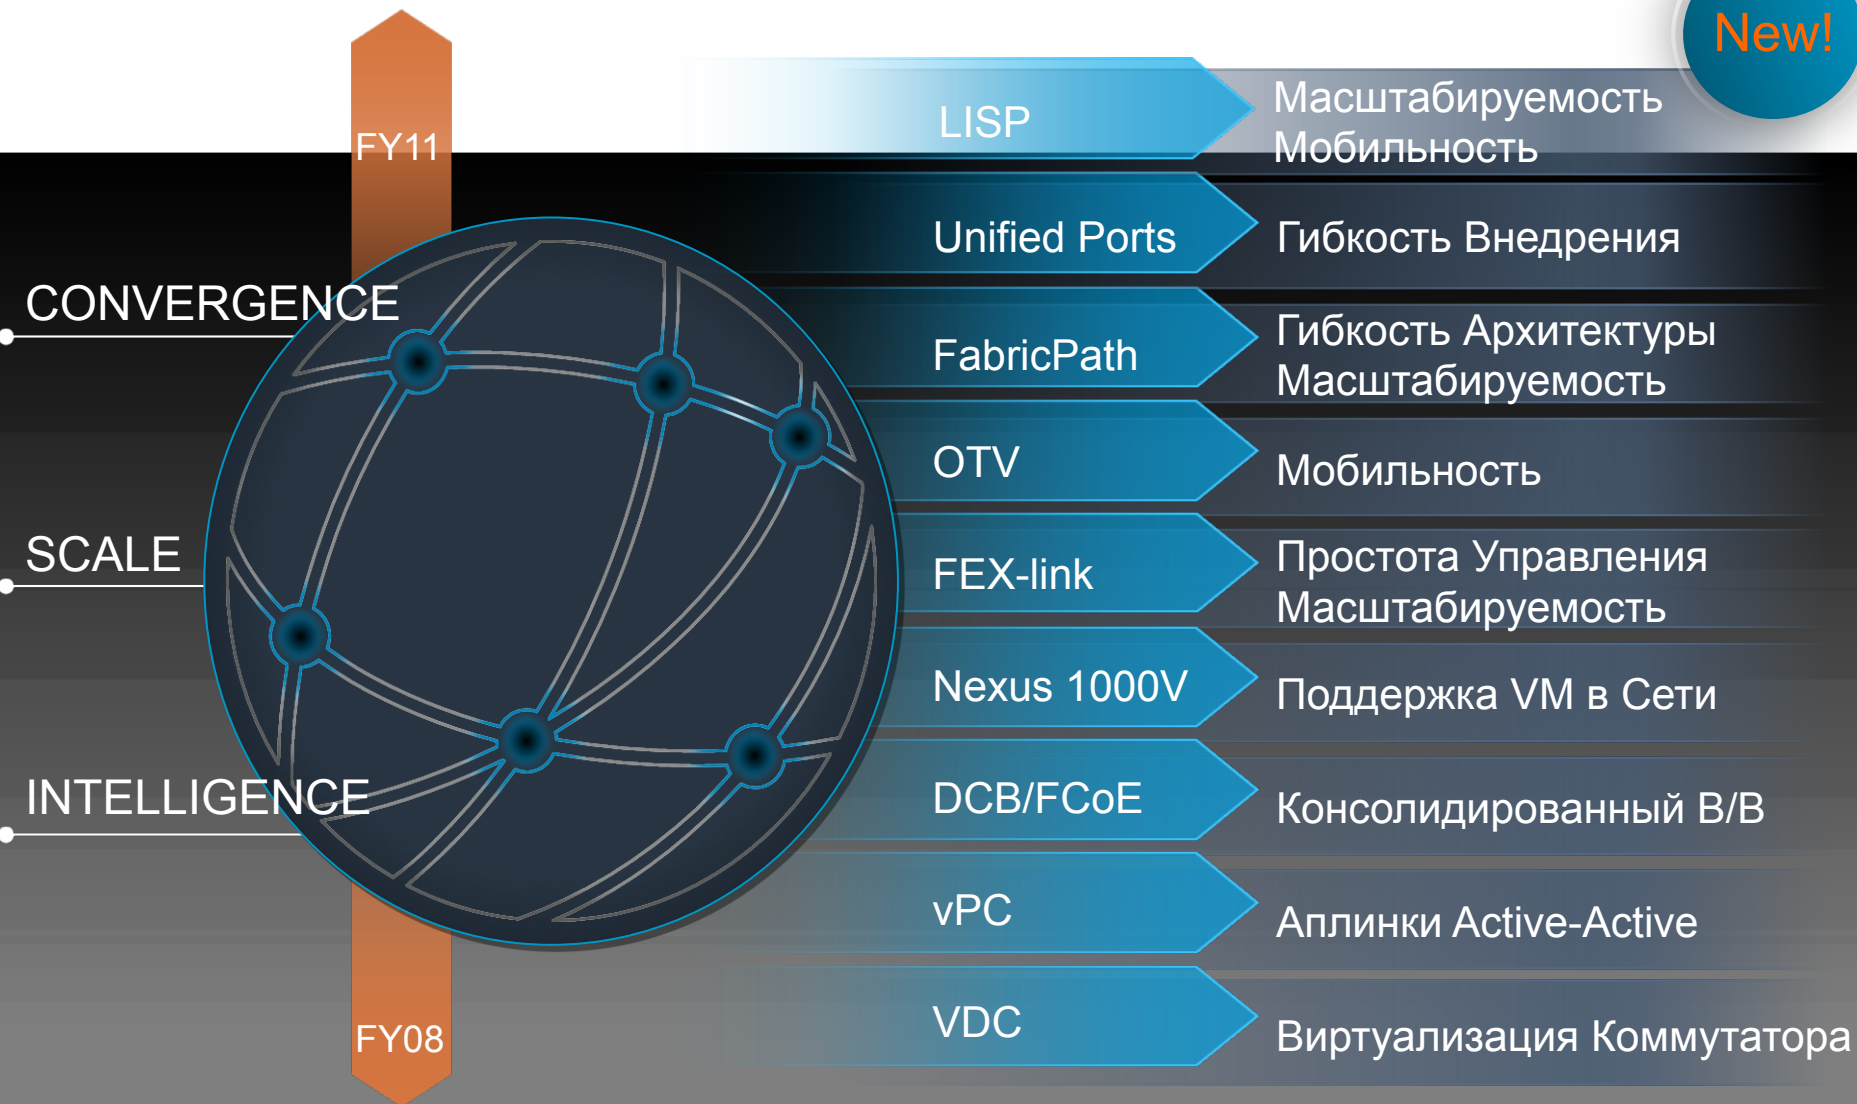 New!
FY11
LISP
Масштабируемость
Мобильность
Unified Ports
Гибкость Внедрения
CONVERGENCE
FabricPath
Гибкость Архитектуры
Масштабируемость
OTV
Мобильность
SCALE
FEX-link
Простота Управления
Масштабируемость
Nexus 1000V
Поддержка VM в Сети
INTELLIGENCE
DCB/FCoE
Консолидированный В/В
vPC
Аплинки Active-Active
VDC
Виртуализация Коммутатора
FY08